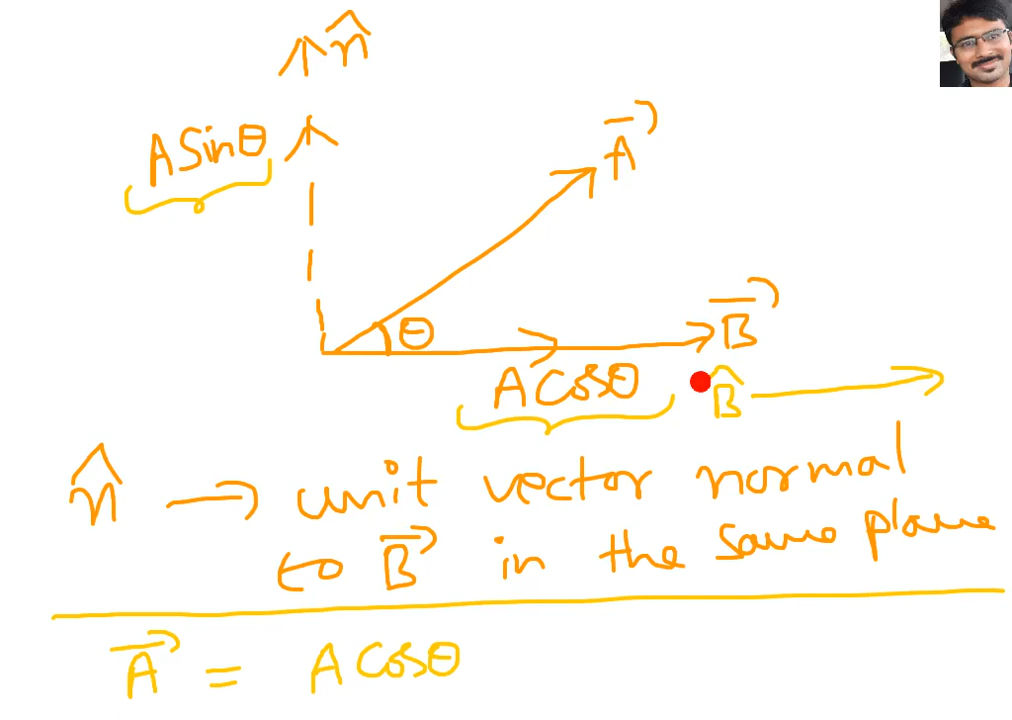 n̂
A⃗
A Sinθ
B⃗
θ
A Cosθ
B̂
n̂ → unit vector normal
to B⃗ in the same plane
A⃗ = A Cosθ